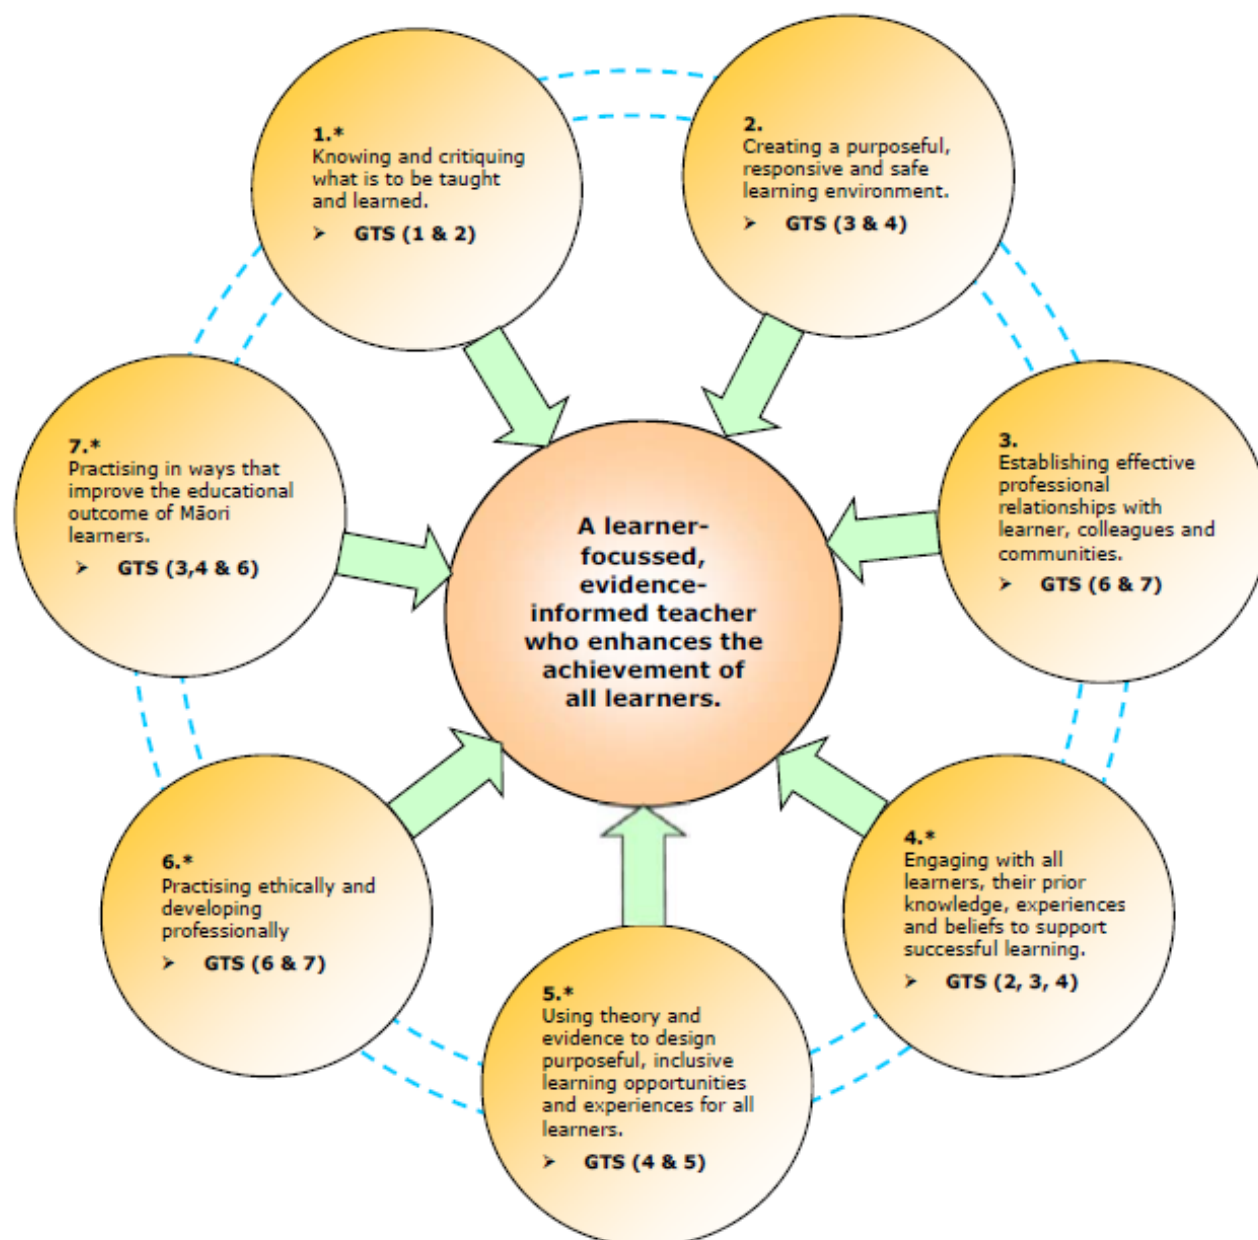 1.*
Knowing and critiquing
what is to be taught
and learned.
➢ GTS (1 & 2)
2.
Creating a purposeful,
responsive and safe
learning environment.
➢ GTS (3 & 4)
3.
Establishing effective
professional
relationships with
learner, colleagues and
communities.
➢ GTS (6 & 7)
4.*
Engaging with all
learners, their prior
knowledge, experiences
and beliefs to support
successful learning.
➢ GTS (2, 3, 4)
5.*
Using theory and
evidence to design
purposeful, inclusive
learning opportunities
and experiences for all
learners.
➢ GTS (4 & 5)
6.*
Practising ethically and
developing
professionally
➢ GTS (6 & 7)
7.*
Practising in ways that
improve the educational
outcome of Māori
learners.
➢ GTS (3,4 & 6)
A learner-
focussed,
evidence-
informed teacher
who enhances the
achievement of
all learners.